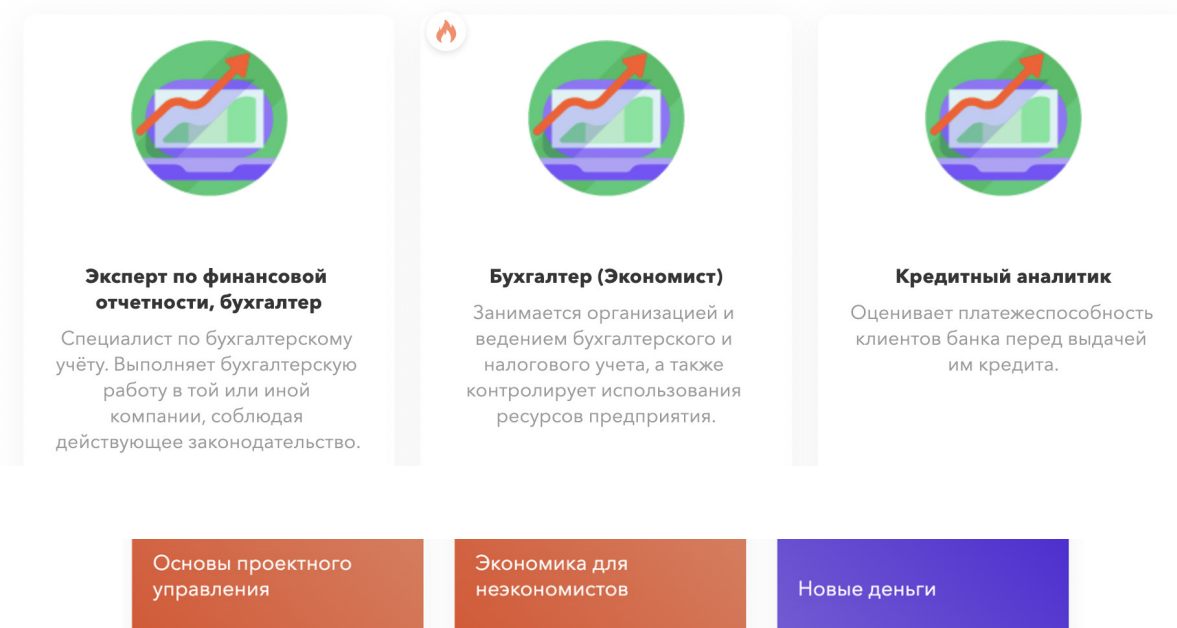 Эксперт по финансовой
отчетности, бухгалтер
Специалист по бухгалтерскому
учёту. Выполняет бухгалтерскую
работу в той или иной
компании, соблюдая
действующее законодательство.
Бухгалтер (Экономист)
Занимается организацией и
ведением бухгалтерского и
налогового учета, а также
контролирует использования
ресурсов предприятия.
Кредитный аналитик
Оценивает платежеспособность
клиентов банка перед выдачей
им кредита.
Основы проектного
управления
Экономика для
неэкономистов
Новые деньги